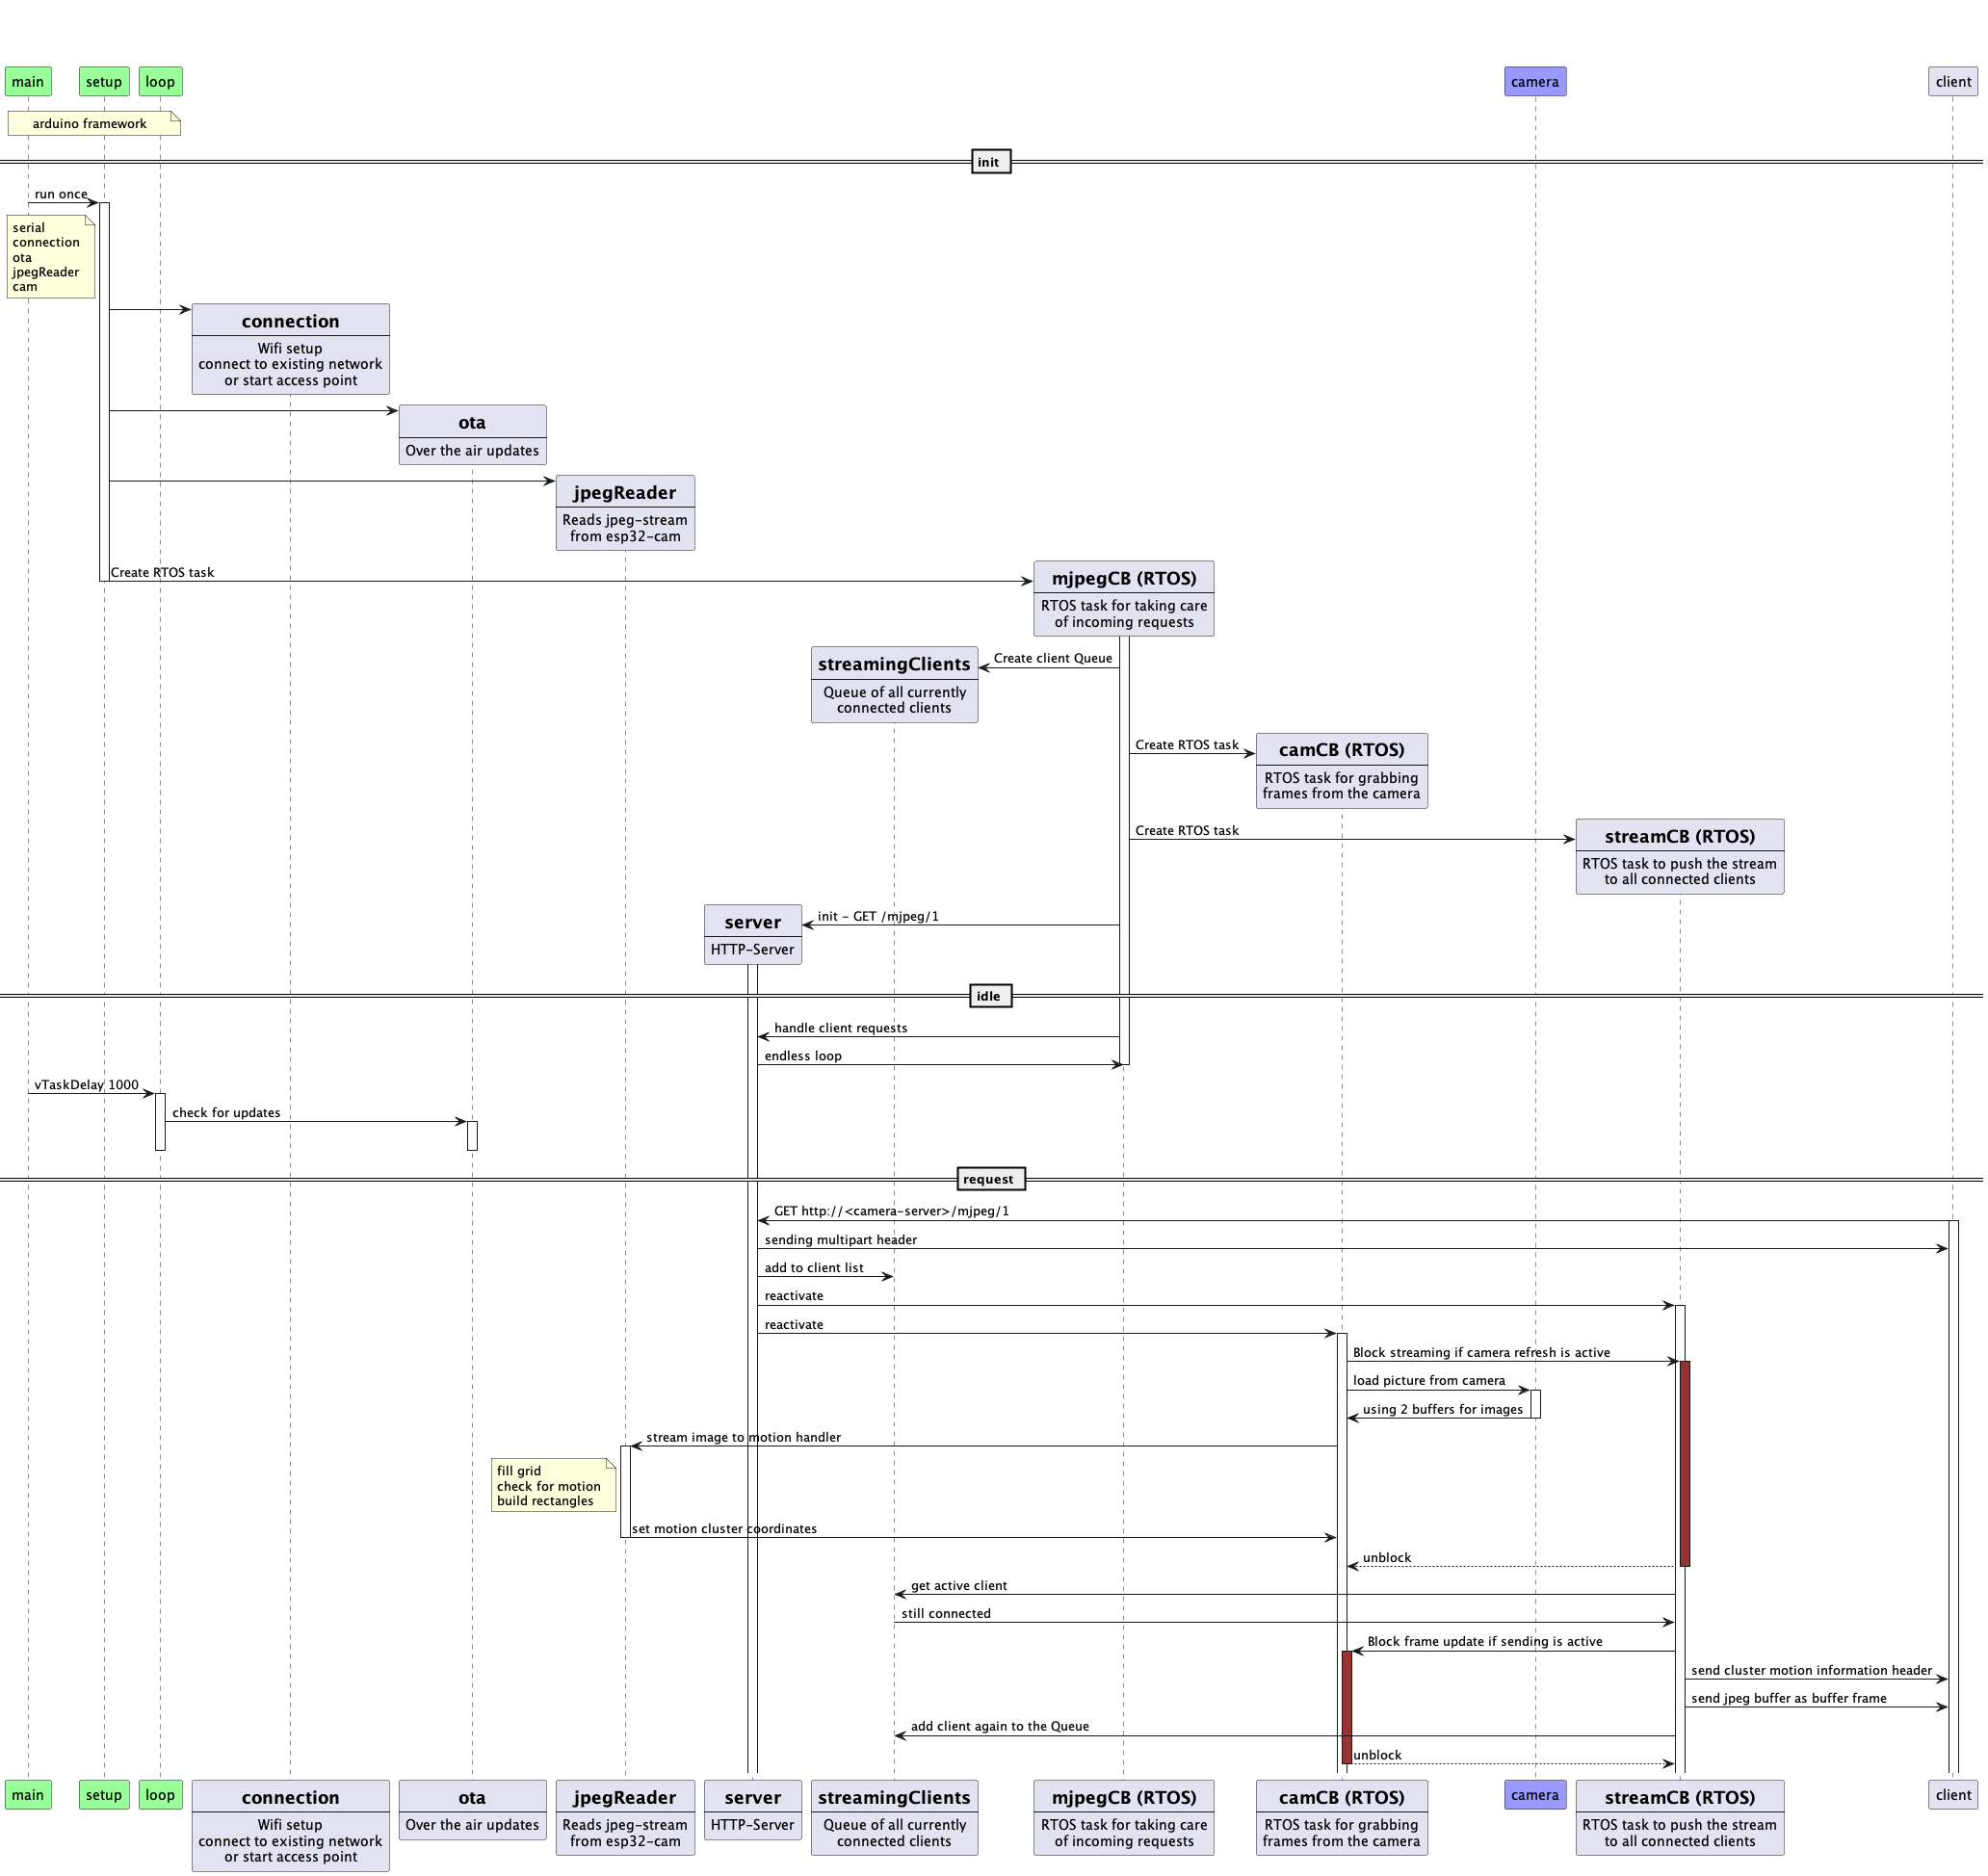 main
setup
loop
camera
client
arduino framework
init
run once
serial
connection
ota
jpegReader
cam
connection
Wifi setup
connect to existing network
or start access point
ota
Over the air updates
jpegReader
Reads jpeg-stream
from esp32-cam
Create RTOS task
mjpegCB (RTOS)
RTOS task for taking care
of incoming requests
streamingClients
Queue of all currently
connected clients
Create client Queue
Create RTOS task
camCB (RTOS)
RTOS task for grabbing
frames from the camera
Create RTOS task
streamCB (RTOS)
RTOS task to push the stream
to all connected clients
server
HTTP-Server
init - GET /mjpeg/1
idle
handle client requests
endless loop
vTaskDelay 1000
check for updates
request
GET http://<camera-server>/mjpeg/1
sending multipart header
add to client list
reactivate
reactivate
Block streaming if camera refresh is active
load picture from camera
using 2 buffers for images
stream image to motion handler
fill grid
check for motion
build rectangles
set motion cluster coordinates
unblock
get active client
still connected
Block frame update if sending is active
send cluster motion information header
send jpeg buffer as buffer frame
add client again to the Queue
unblock
main
setup
loop
connection
Wifi setup
connect to existing network
or start access point
ota
Over the air updates
jpegReader
Reads jpeg-stream
from esp32-cam
server
HTTP-Server
streamingClients
Queue of all currently
connected clients
mjpegCB (RTOS)
RTOS task for taking care
of incoming requests
camCB (RTOS)
RTOS task for grabbing
frames from the camera
camera
streamCB (RTOS)
RTOS task to push the stream
to all connected clients
client